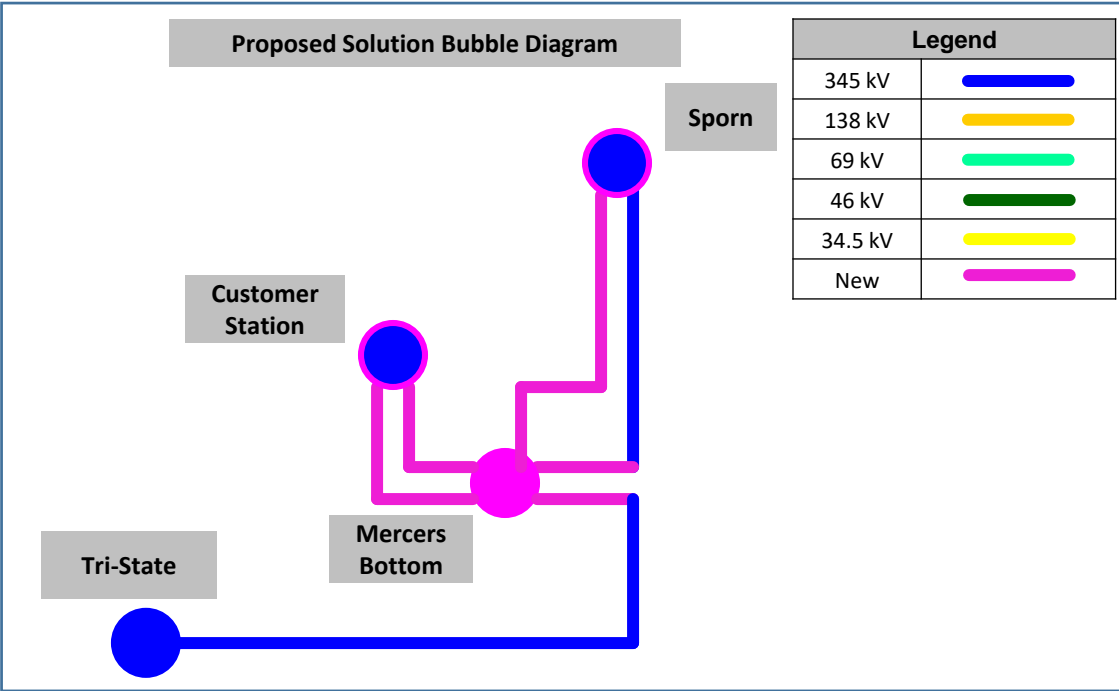 Proposed Solution Bubble Diagram
Legend
345 kV
138 kV
69 kV
46 kV
34.5 kV
New
Sporn
Customer
Station
Mercers
Bottom
Tri-State